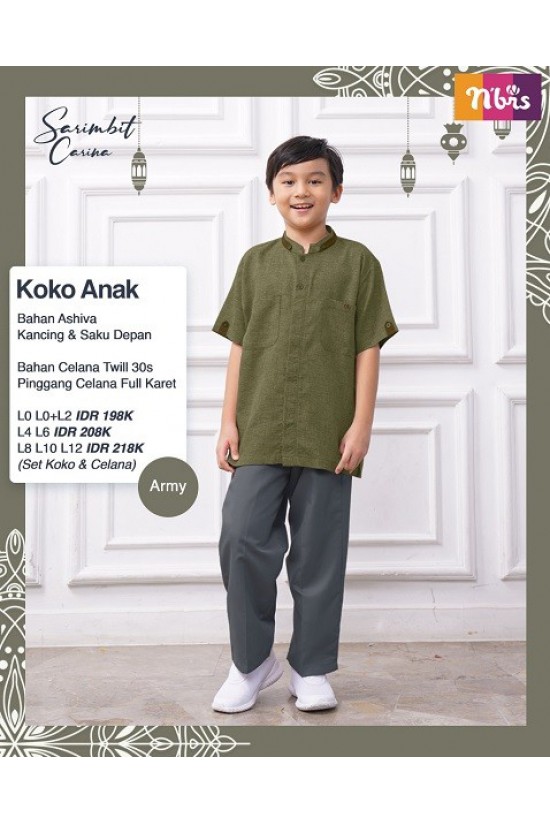 Sarimbit
Carina
n'brs
Koko Anak
Bahan Ashiva
Kancing & Saku Depan
Bahan Celana Twill 30s
Pinggang Celana Full Karet
L0 L0+L2 IDR 198K
L4 L6 IDR 208K
L8 L10 L12 IDR 218K
(Set Koko & Celana)
Army